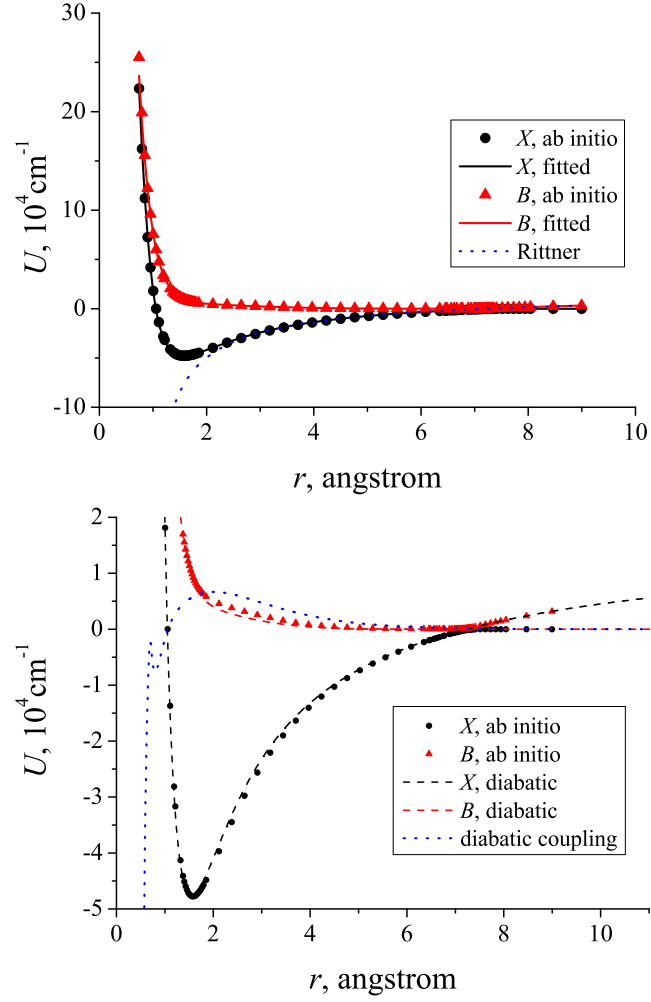 30
20
10
0
-10
U, 10⁴cm⁻¹
X, ab initio
X, fitted
B, ab initio
B, fitted
Rittner
0 2 4 6 8 10
r, angstrom
2
1
0
-1
-2
-3
-4
-5
U, 10⁴cm⁻¹
X, ab initio
B, ab initio
X, diabatic
B, diabatic
diabatic coupling
0 2 4 6 8 10
r, angstrom